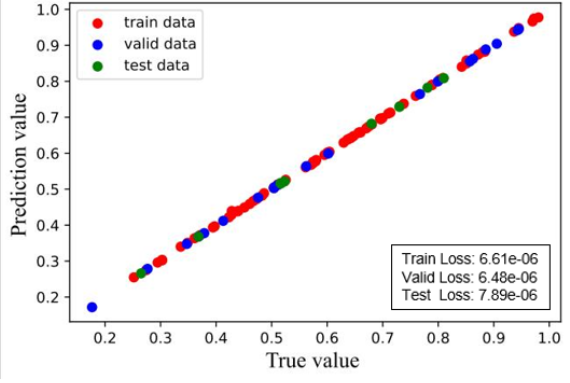 1.0
0.9
0.8
0.7
0.6
0.5
0.4
0.3
0.2
Prediction value
train data
valid data
test data
Train Loss: 6.61e-06
Valid Loss: 6.48e-06
Test Loss: 7.89e-06
0.2 0.3 0.4 0.5 0.6 0.7 0.8 0.9 1.0
True value